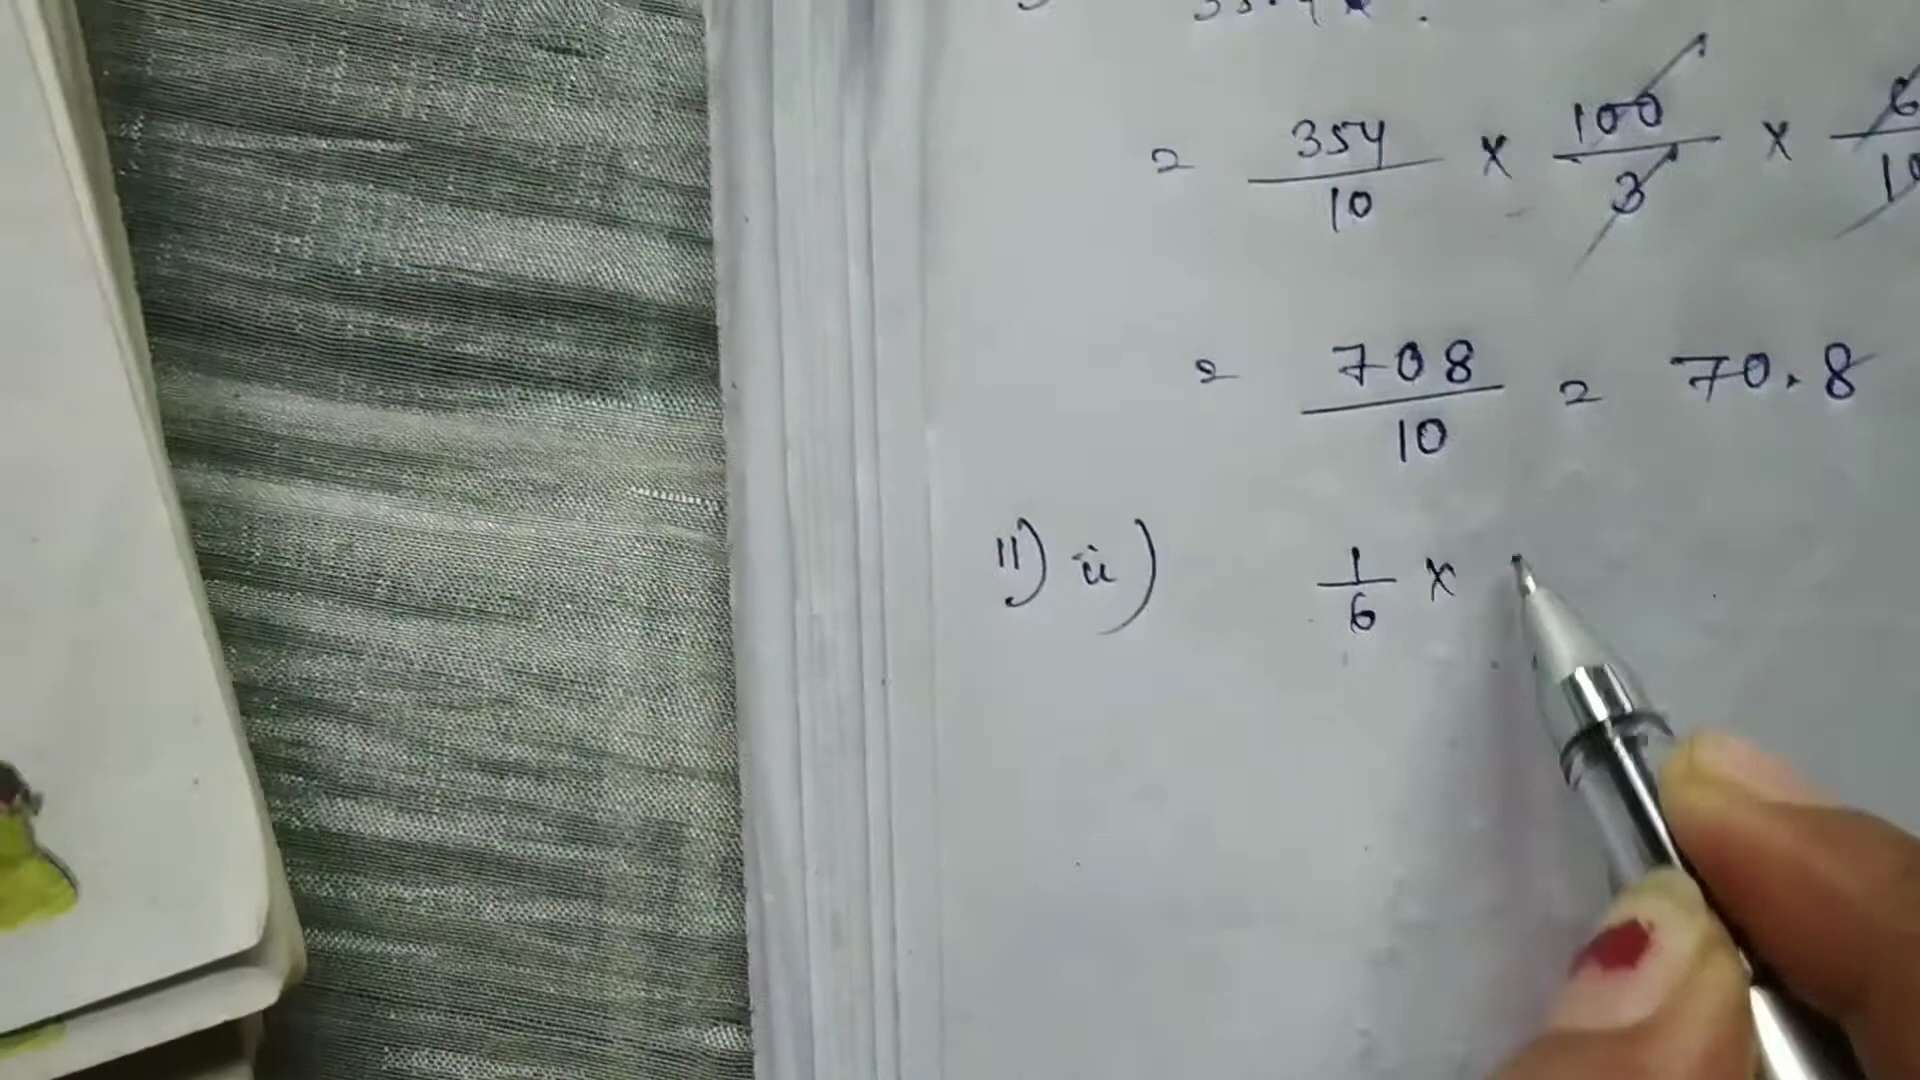 = 354/10 × 100/3 × 6/10
= 708/10 = 70.8
11) ii) 1/6 ×